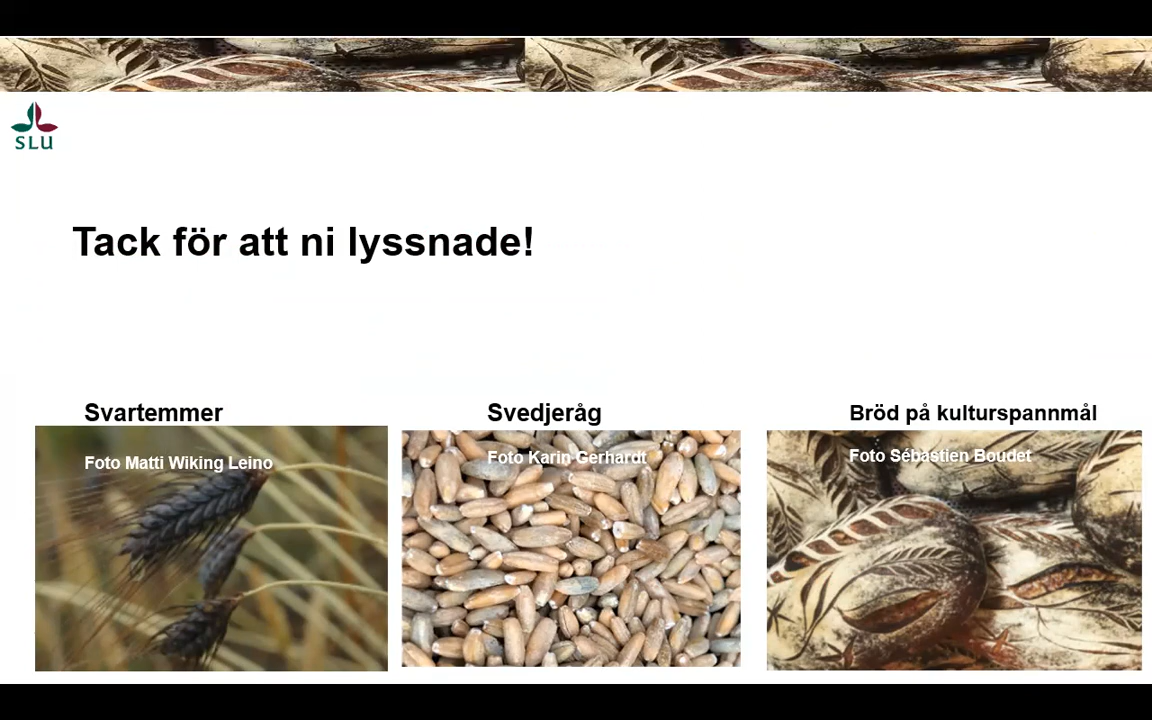 SLU
Tack för att ni lyssnade!
Svartemmer
Foto Matti Wiking Leino
Svedjeråg
Foto Karin Gerhardt
Bröd på kulturspannmål
Foto Sébastien Boudet